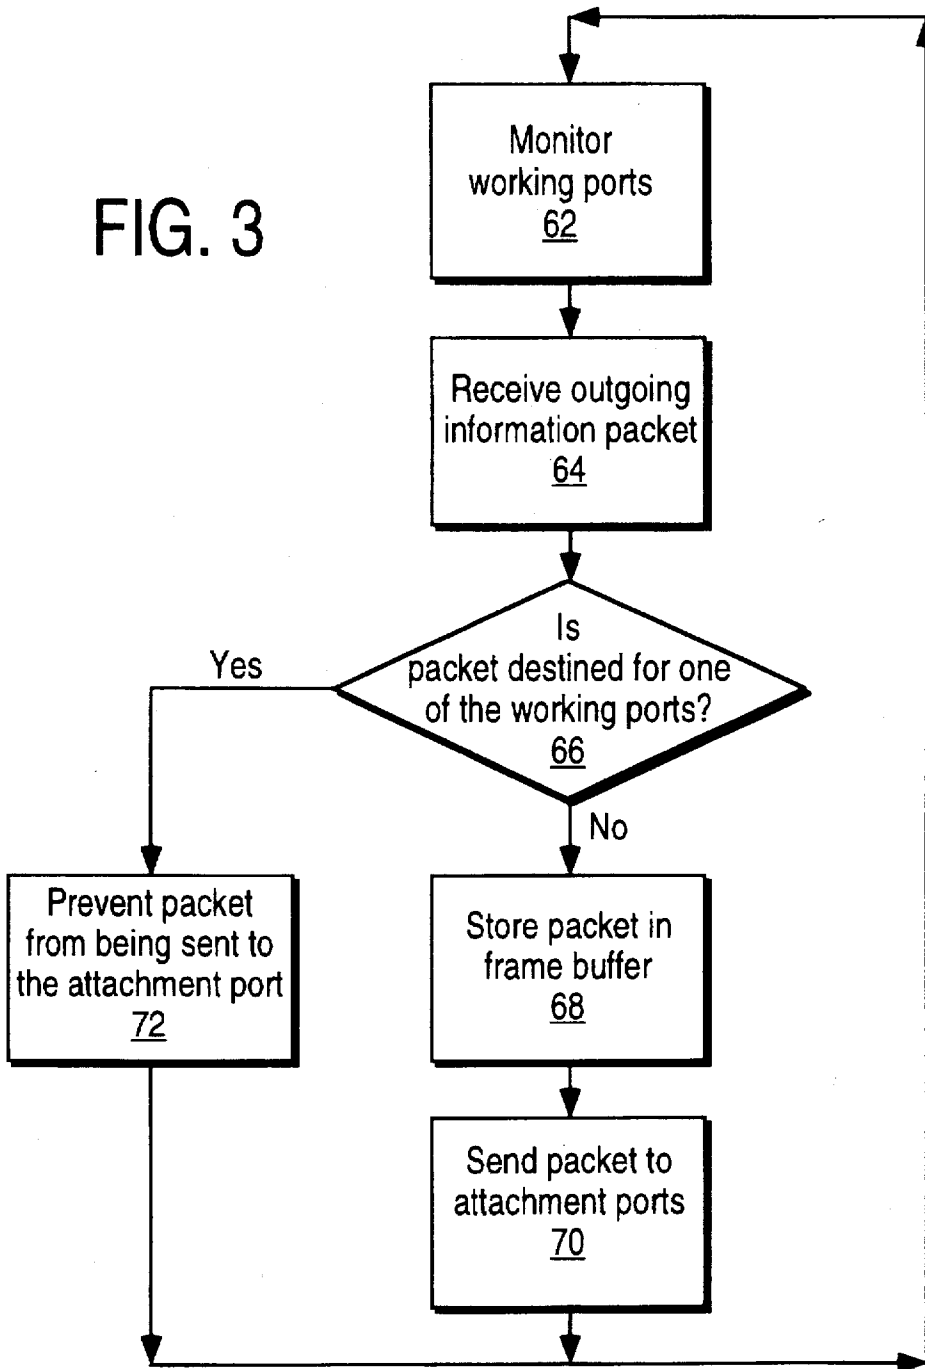 FIG. 3
Monitor
working ports
62
Receive outgoing
information packet
64
Is
packet destined for one
of the working ports?
66
Yes
No
Prevent packet
from being sent to
the attachment port
72
Store packet in
frame buffer
68
Send packet to
attachment ports
70